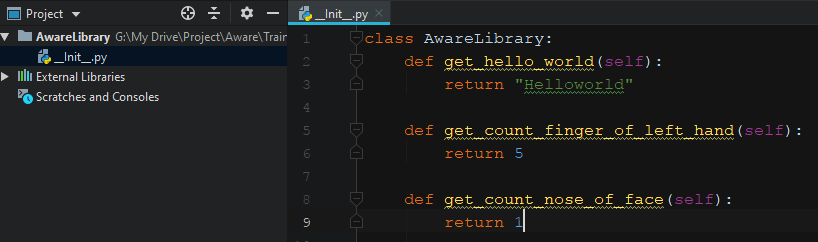 Project
AwareLibrary G:\My Drive\Project\Aware\Train
__Init__.py
External Libraries
Scratches and Consoles
__Init__.py
1 class AwareLibrary:
2 def get_hello_world(self):
3 return "Helloworld"
4
5 def get_count_finger_of_left_hand(self):
6 return 5
7
8 def get_count_nose_of_face(self):
9 return 1